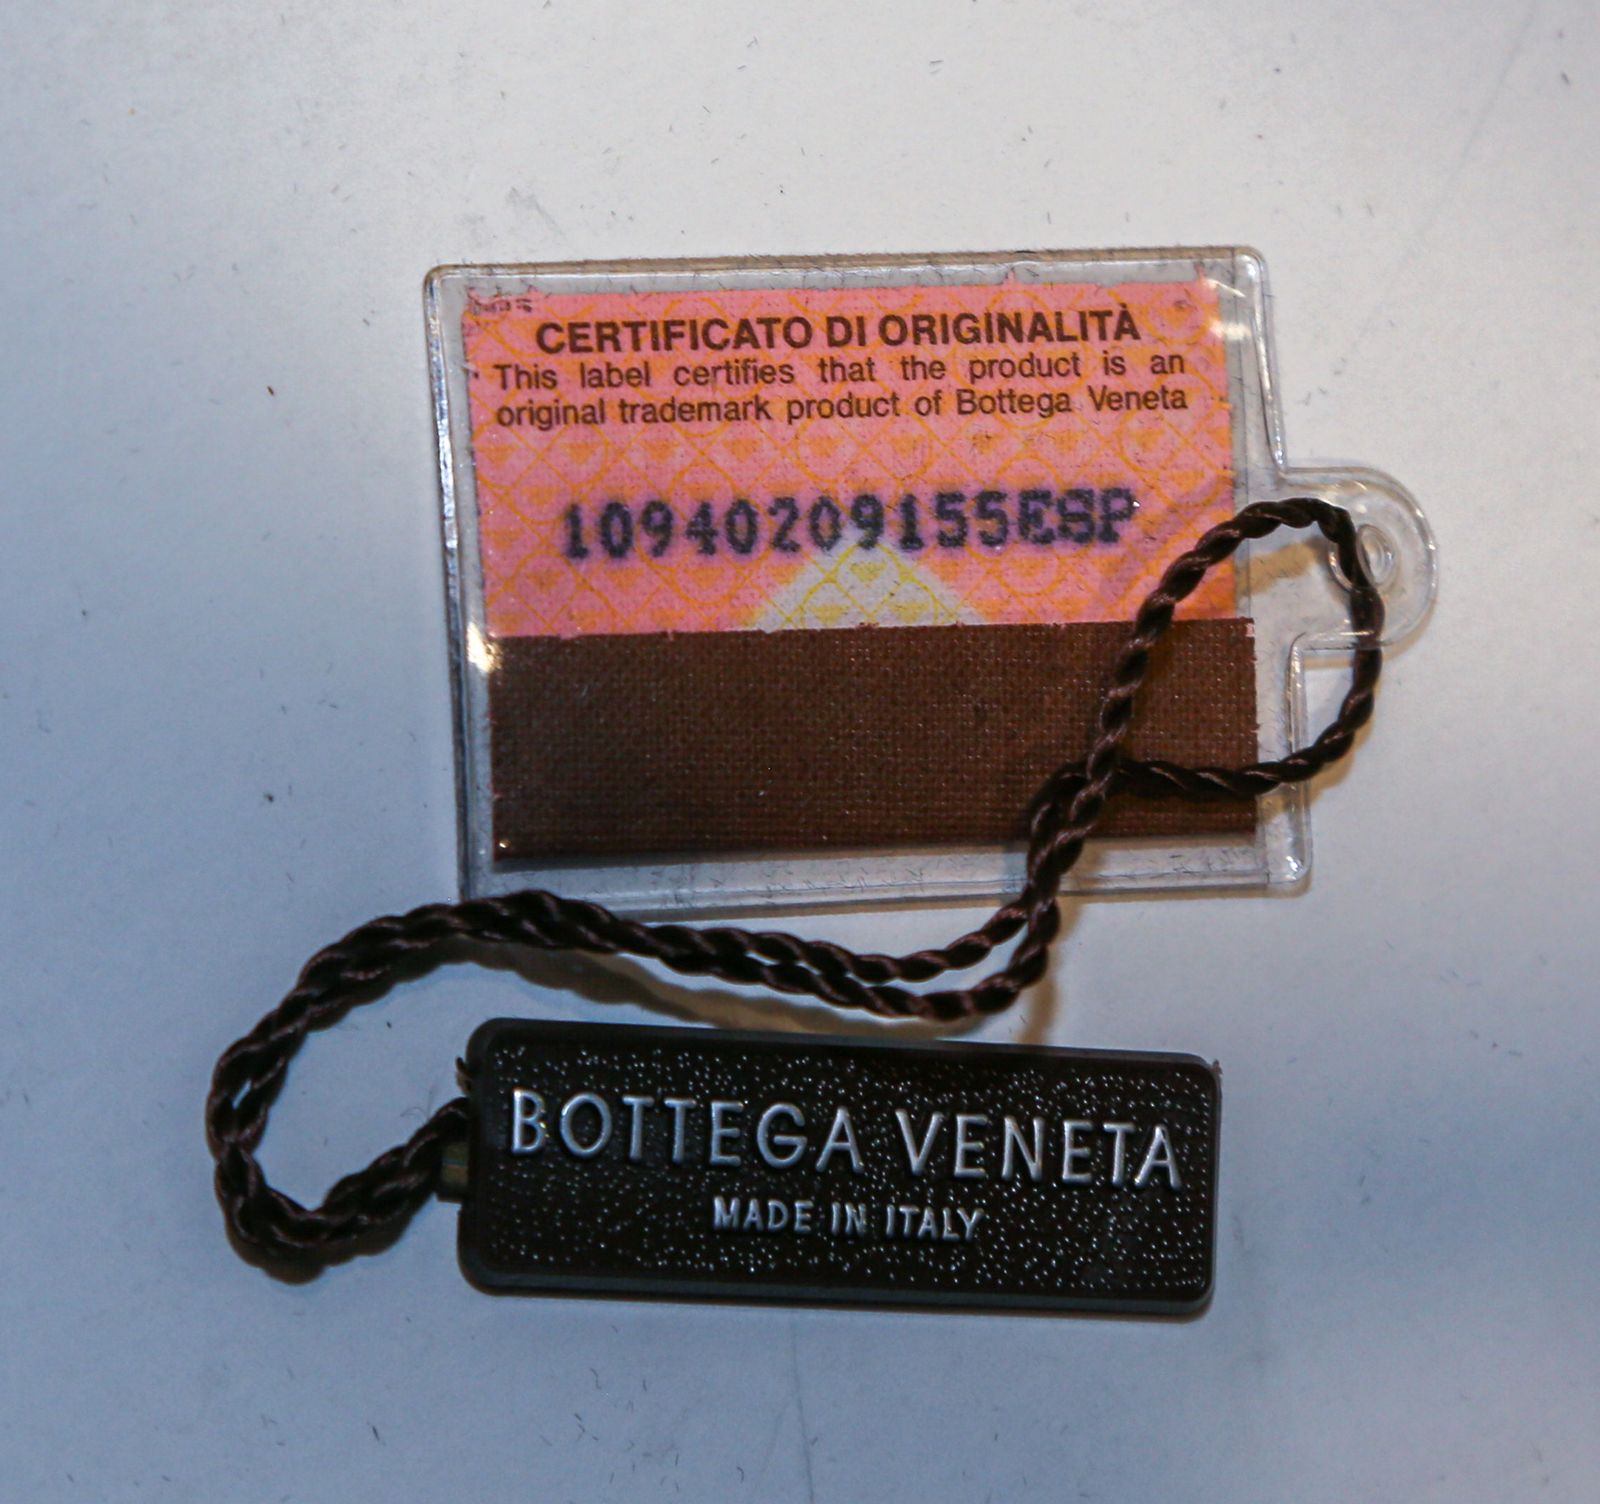 CERTIFICATO DI ORIGINALITÀ
This label certifies that the product is an
original trademark product of Bottega Veneta
10940209155ESP
BOTTEGA VENETA
MADE IN ITALY